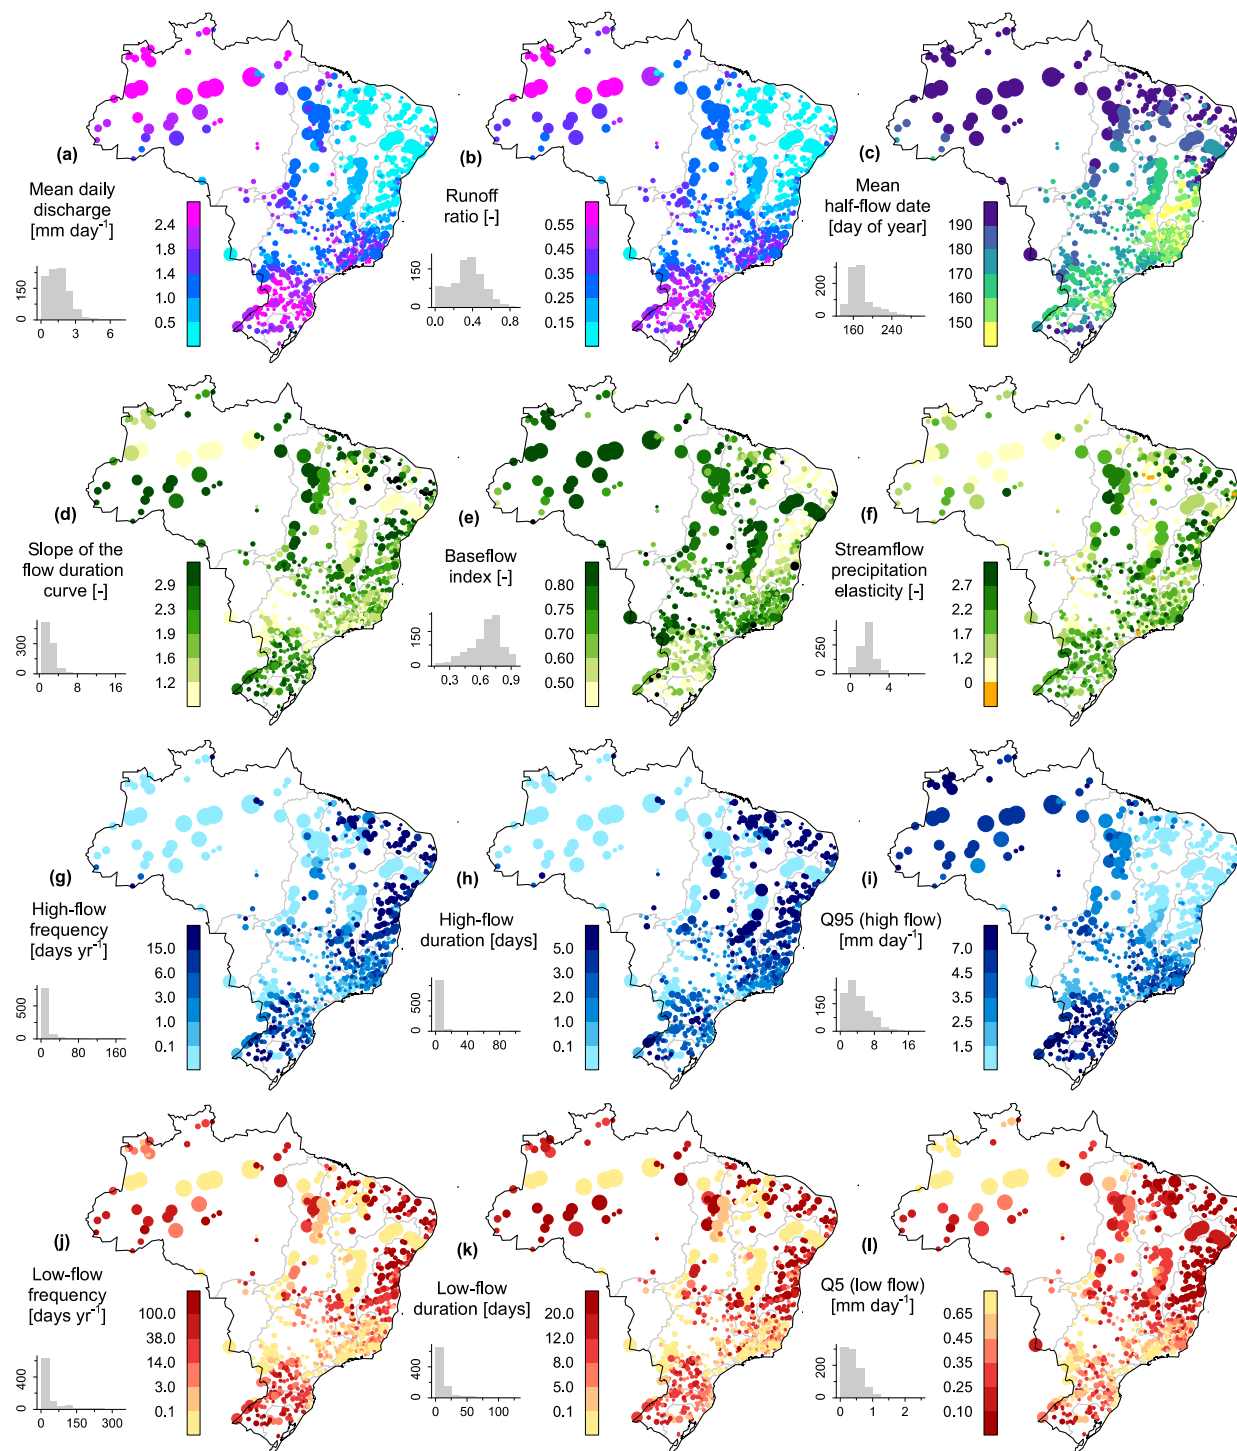 (a)
Mean daily
discharge
[mm day⁻¹]
2.4
1.8
1.4
1.0
0.5
150
0
0
3
6
(b)
Runoff
ratio [-]
0.55
0.45
0.35
0.25
0.15
150
0
0.0
0.4
0.8
(c)
Mean
half-flow date
[day of year]
190
180
170
160
150
300
0
160
240
(d)
Slope of the
flow duration
curve [-]
2.9
2.3
1.9
1.6
1.2
300
0
0
8
16
(e)
Baseflow
index [-]
0.80
0.75
0.70
0.60
0.50
150
0
0.3
0.6
0.9
(f)
Streamflow
precipitation
elasticity [-]
2.7
2.2
1.7
1.2
0
250
0
0
4
(g)
High-flow
frequency
[days yr⁻¹]
15.0
6.0
3.0
1.0
0.1
500
0
0
80
160
(h)
High-flow
duration [days]
5.0
3.0
2.0
1.0
0.1
500
0
0
40
80
(i)
Q95 (high flow)
[mm day⁻¹]
7.0
4.5
3.5
2.5
1.5
150
0
0
8
16
(j)
Low-flow
frequency
[days yr⁻¹]
100.0
38.0
14.0
3.0
0.1
400
0
0
150
300
(k)
Low-flow
duration [days]
20.0
12.0
8.0
5.0
0.1
400
0
0
50
100
(l)
Q5 (low flow)
[mm day⁻¹]
0.65
0.45
0.35
0.25
0.10
300
0
0
1
2